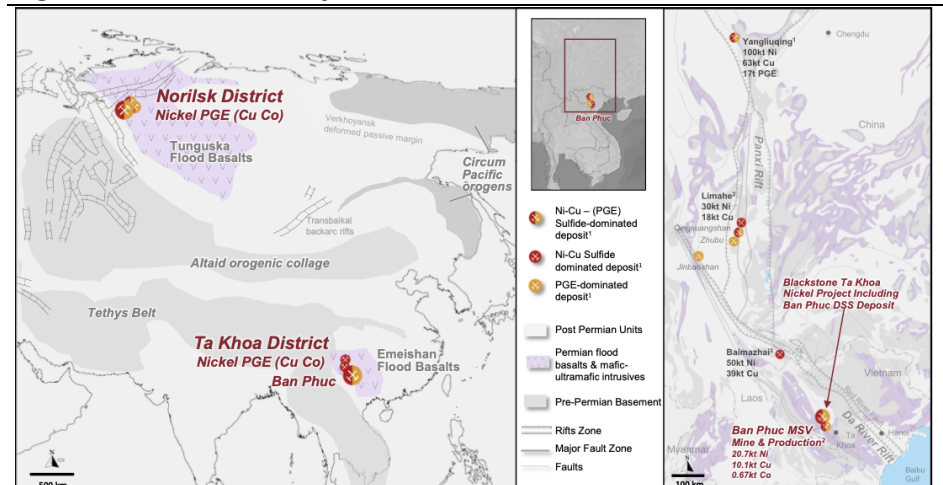 Norilsk District
Nickel PGE (Cu Co)
Tunguska
Flood Basalts
Verkhoyansk
deformed passive margin
Circum
Pacific
orogens
Transbaikal
backarc rifts
Altaid orogenic collage
Tethys Belt
Ta Khoa District
Nickel PGE (Cu Co)
Ban Phuc
Emeishan
Flood Basalts
N
500 km
Ban Phuc
Ni-Cu – (PGE)
Sulfide-dominated
deposit¹
Ni-Cu Sulfide
dominated deposit¹
PGE-dominated
deposit¹
Post Permian Units
Permian flood
basalts & mafic-
ultramafic intrusives
Pre-Permian Basement
Rifts Zone
Major Fault Zone
Faults
Yangliuqing¹
100kt Ni
63kt Cu
17t PGE
Chengdu
China
Panxi Rift
Limahe²
30kt Ni
18kt Cu
Qingkuangshan
Zhubu
Jinbaoshan
Blackstone Ta Khoa
Nickel Project Including
Ban Phuc DSS Deposit
Baimazhai³
50kt Ni
39kt Cu
Vietnam
Laos
Red River
Da River Rift
Hanoi
Ta
Khoa
Ban Phuc MSV
Mine & Production²
20.7kt Ni
10.1kt Cu
0.67kt Co
Myanmar
Baibu
Gulf
N
100 km